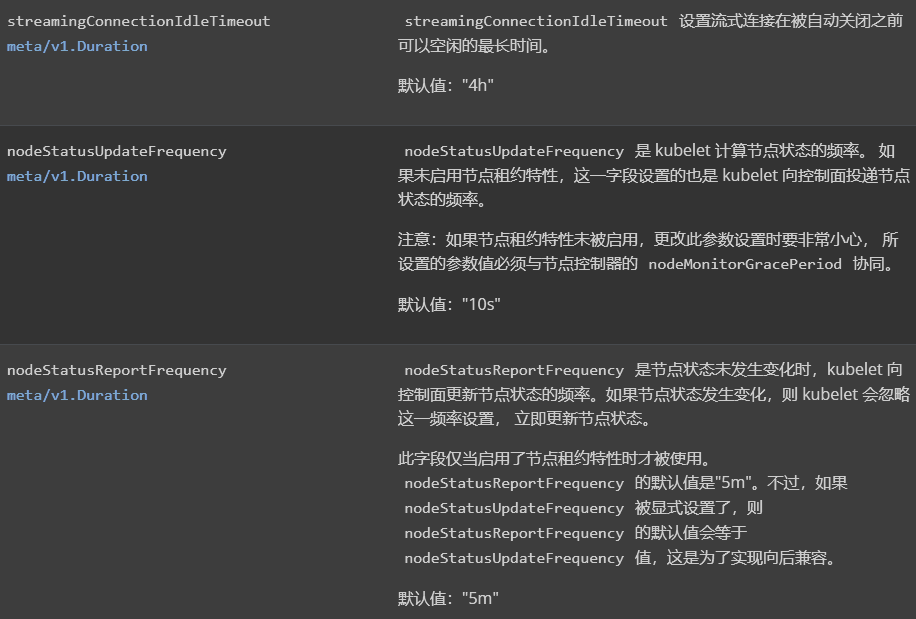 streamingConnectionIdleTimeout
meta/v1.Duration
streamingConnectionIdleTimeout 设置流式连接在被自动关闭之前
可以空闲的最长时间。
默认值："4h"
nodeStatusUpdateFrequency
meta/v1.Duration
nodeStatusUpdateFrequency 是 kubelet 计算节点状态的频率。 如
果未启用节点租约特性，这一字段设置的也是 kubelet 向控制面投递节点
状态的频率。
注意：如果节点租约特性未被启用，更改此参数设置时要非常小心， 所
设置的参数值必须与节点控制器的 nodeMonitorGracePeriod 协同。
默认值："10s"
nodeStatusReportFrequency
meta/v1.Duration
nodeStatusReportFrequency 是节点状态未发生变化时，kubelet 向
控制面更新节点状态的频率。如果节点状态发生变化，则 kubelet 会忽略
这一频率设置， 立即更新节点状态。
此字段仅当启用了节点租约特性时才被使用。
nodeStatusReportFrequency 的默认值是"5m"。不过，如果
nodeStatusUpdateFrequency 被显式设置了，则
nodeStatusReportFrequency 的默认值会等于
nodeStatusUpdateFrequency 值，这是为了实现向后兼容。
默认值："5m"